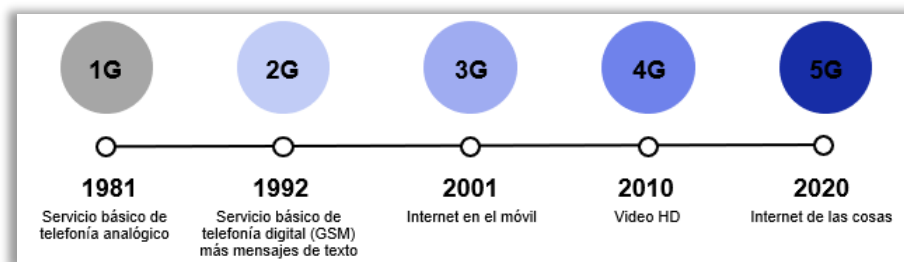 1G
2G
3G
4G
5G
1981
1992
2001
2010
2020
Servicio básico de
telefonía analógico
Servicio básico de
telefonía digital (GSM)
más mensajes de texto
Internet en el móvil
Video HD
Internet de las cosas